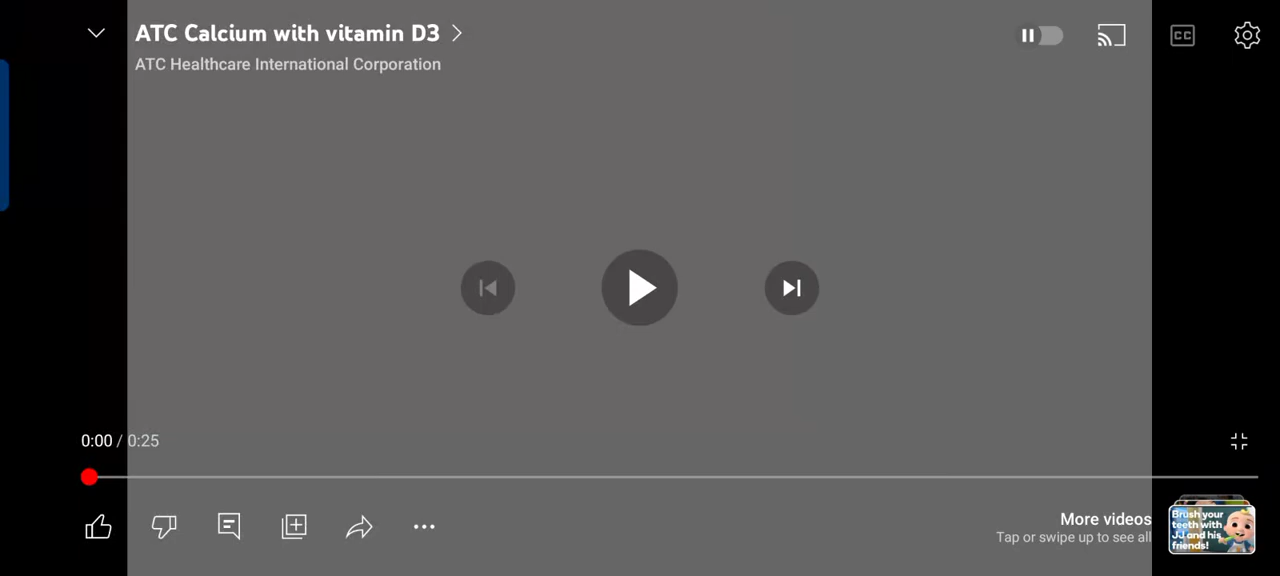 ATC Calcium with vitamin D3
ATC Healthcare International Corporation
CC
0:00 / 0:25
More videos
Tap or swipe up to see all
Brush your
teeth with
JJ and his
friends!